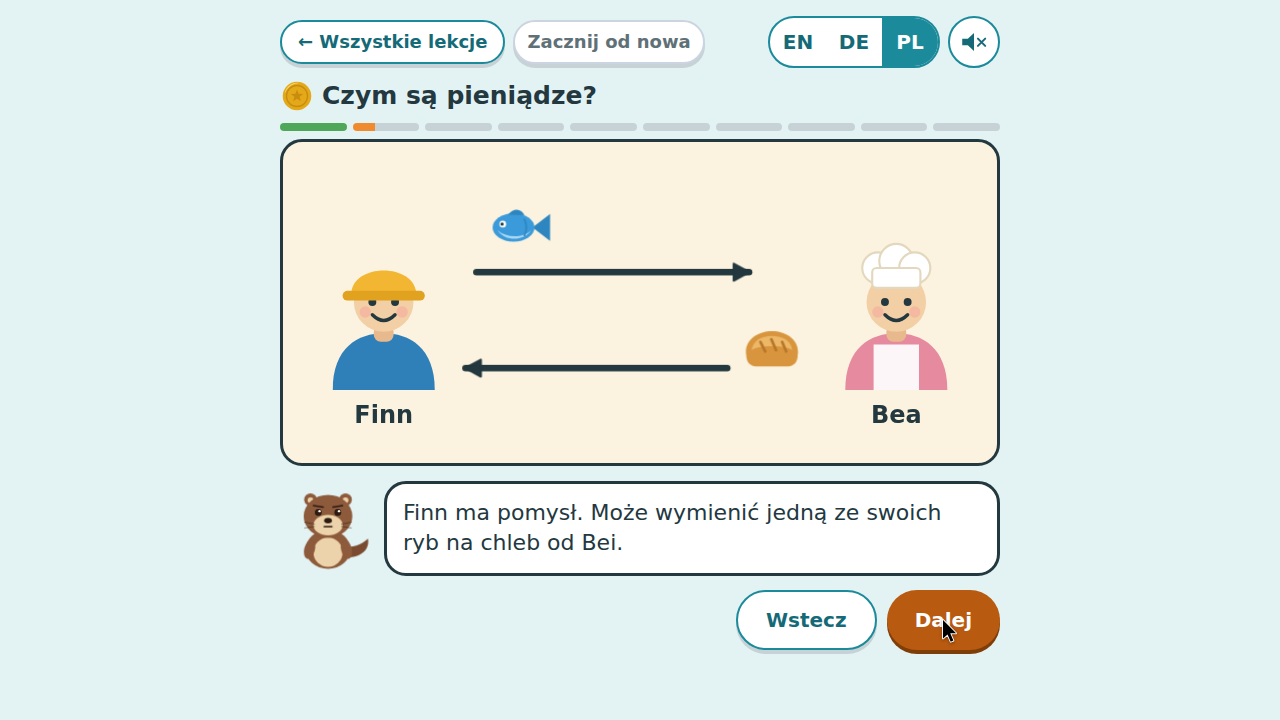 ← Wszystkie lekcje
Zacznij od nowa
EN DE PL
Czym są pieniądze?
Finn
Bea
Finn ma pomysł. Może wymienić jedną ze swoich
ryb na chleb od Bei.
Wstecz
Dalej